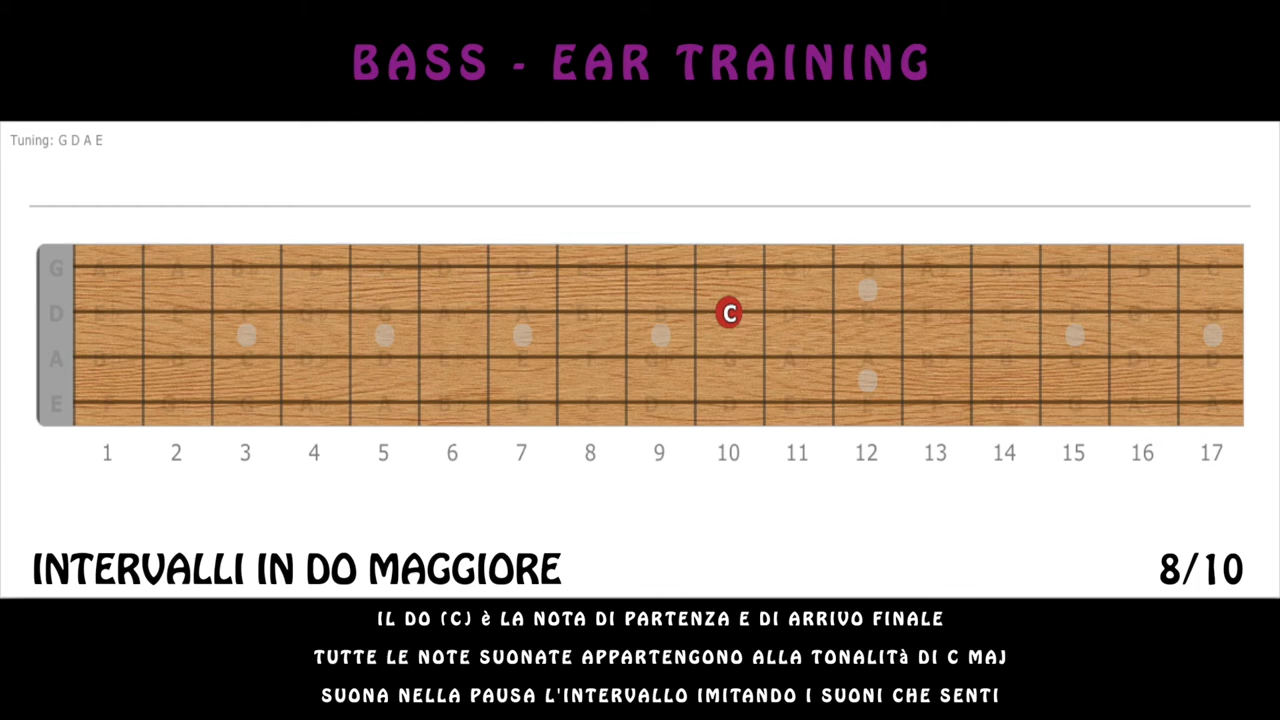 BASS - EAR TRAINING
Tuning: G D A E
G
D
C
A
E
1 2 3 4 5 6 7 8 9 10 11 12 13 14 15 16 17
INTERVALLI IN DO MAGGIORE
8/10
IL DO (C) è LA NOTA DI PARTENZA E DI ARRIVO FINALE
TUTTE LE NOTE SUONATE APPARTENGONO ALLA TONALITà DI C MAJ
SUONA NELLA PAUSA L'INTERVALLO IMITANDO I SUONI CHE SENTI